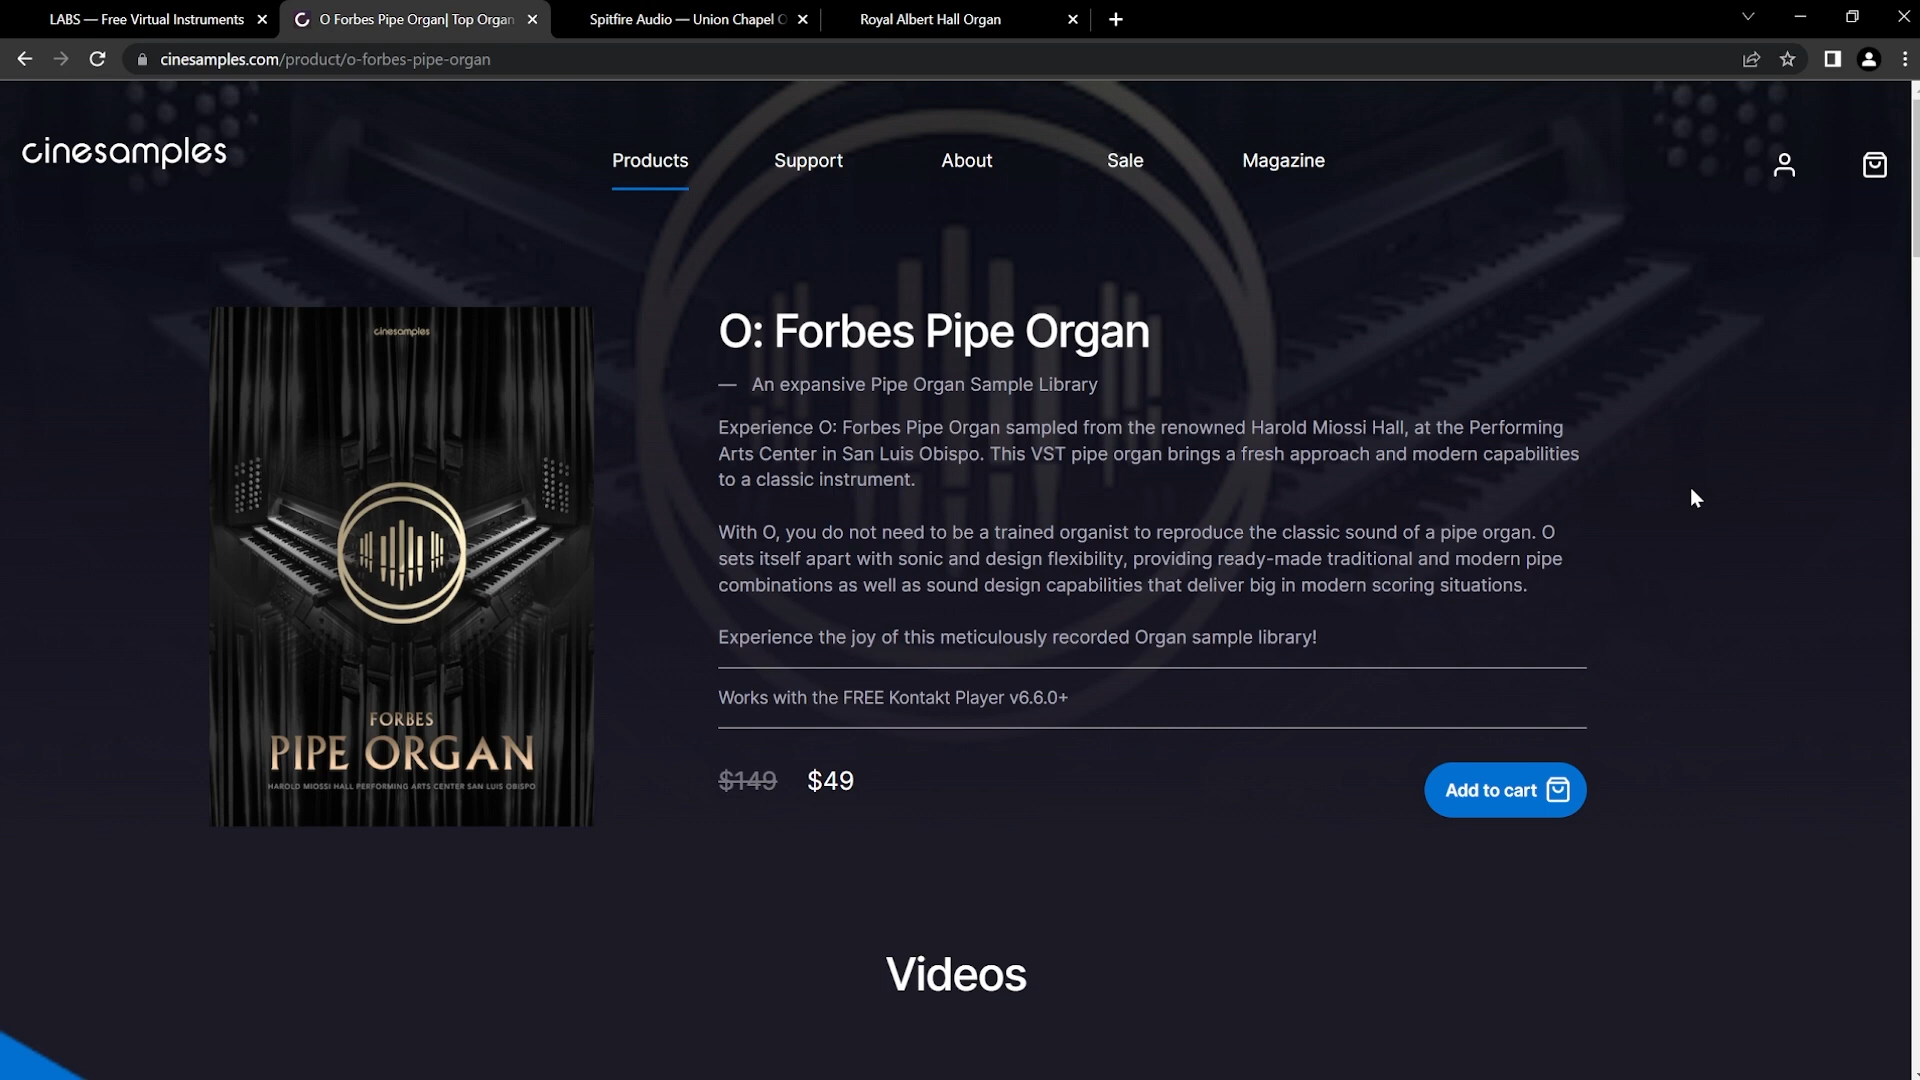 LABS — Free Virtual Instruments
O Forbes Pipe Organ| Top Organ
Spitfire Audio — Union Chapel O
Royal Albert Hall Organ
cinesamples.com/product/o-forbes-pipe-organ
cinesamples
Products
Support
About
Sale
Magazine
cinesamples
FORBES
PIPE ORGAN
HAROLD MIOSSI HALL PERFORMING ARTS CENTER SAN LUIS OBISPO
O: Forbes Pipe Organ
— An expansive Pipe Organ Sample Library
Experience O: Forbes Pipe Organ sampled from the renowned Harold Miossi Hall, at the Performing
Arts Center in San Luis Obispo. This VST pipe organ brings a fresh approach and modern capabilities
to a classic instrument.
With O, you do not need to be a trained organist to reproduce the classic sound of a pipe organ. O
sets itself apart with sonic and design flexibility, providing ready-made traditional and modern pipe
combinations as well as sound design capabilities that deliver big in modern scoring situations.
Experience the joy of this meticulously recorded Organ sample library!
Works with the FREE Kontakt Player v6.6.0+
$149 $49
Add to cart
Videos